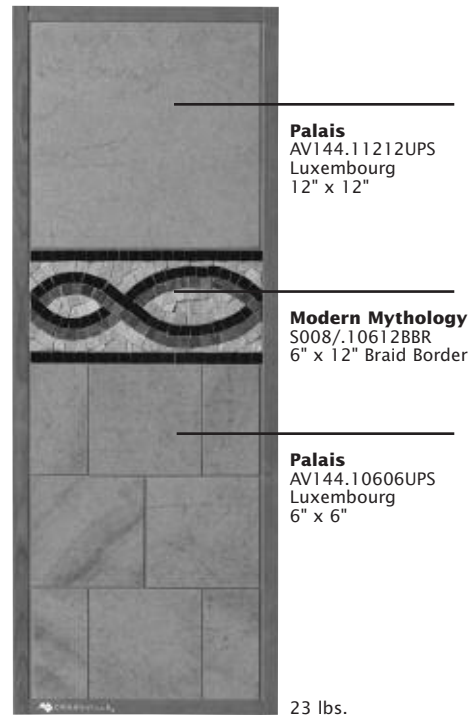 Palais
AV144.11212UPS
Luxembourg
12" x 12"
Modern Mythology
S008/.10612BBR
6" x 12" Braid Border
Palais
AV144.10606UPS
Luxembourg
6" x 6"
23 lbs.